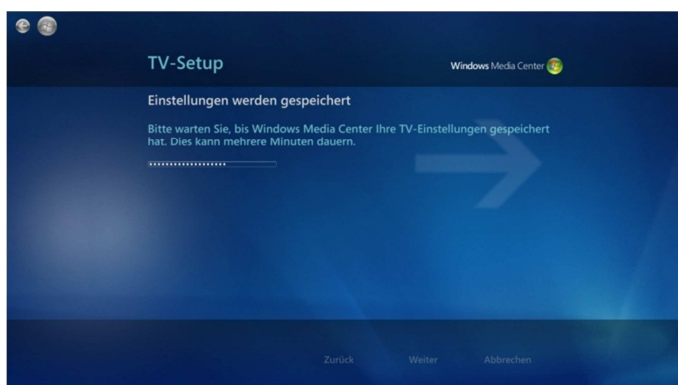 TV-Setup
Windows Media Center
Einstellungen werden gespeichert
Bitte warten Sie, bis Windows Media Center Ihre TV-Einstellungen gespeichert
hat. Dies kann mehrere Minuten dauern.
Zurück Weiter Abbrechen